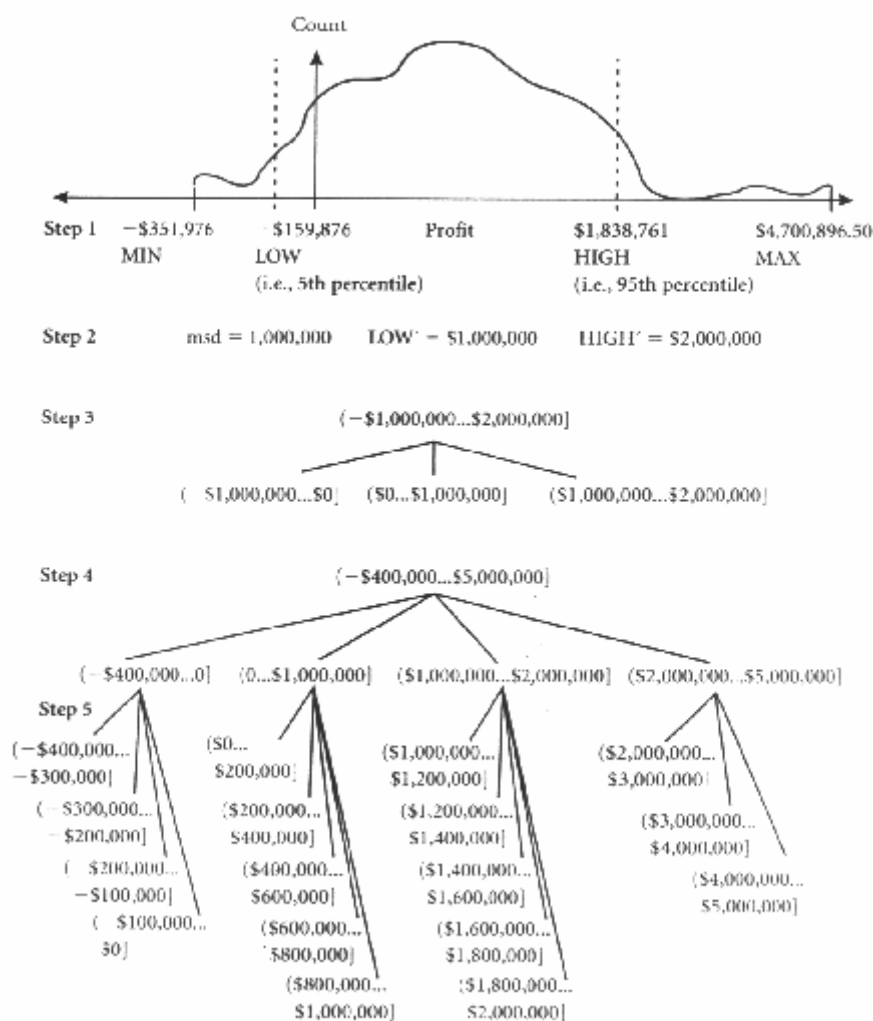 Count
Step 1 −$351,976 $159,876 Profit $1,838,761 $4,700,896.50
MIN LOW HIGH MAX
(i.e., 5th percentile) (i.e., 95th percentile)
Step 2 msd = 1,000,000 LOW' = $1,000,000 HIGH' = $2,000,000
Step 3 (−$1,000,000...$2,000,000]
( $1,000,000...$0] ($0...$1,000,000] ($1,000,000...$2,000,000]
Step 4 (−$400,000...$5,000,000]
(−$400,000...0] (0...$1,000,000] ($1,000,000...$2,000,000] ($2,000,000...$5,000,000]
Step 5
(−$400,000... ($0... ($1,000,000... ($2,000,000...
−$300,000] $200,000] $1,200,000] $3,000,000]
(−$300,000... ($200,000... ($1,200,000... ($3,000,000...
−$200,000] $400,000] $1,400,000] $4,000,000]
( $200,000... ($400,000... ($1,400,000... ($4,000,000...
−$100,000] $600,000] $1,600,000] $5,000,000]
( $100,000... ($600,000... ($1,600,000...
$0] $800,000] $1,800,000]
($800,000... ($1,800,000...
$1,000,000] $2,000,000]